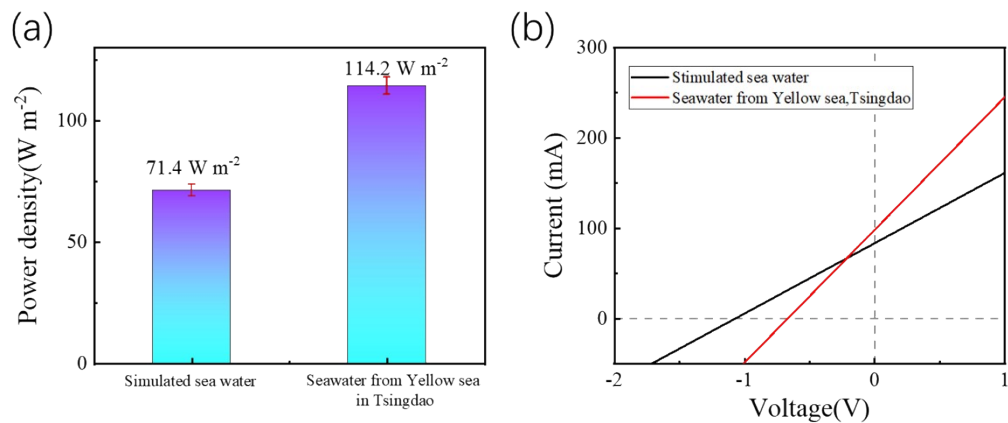 (a)
Power density(W m-2)
100
50
0
71.4 W m-2
114.2 W m-2
Simulated sea water
Seawater from Yellow sea
in Tsingdao
(b)
Current (mA)
300
200
100
0
Stimulated sea water
Seawater from Yellow sea,Tsingdao
-2
-1
0
1
Voltage(V)